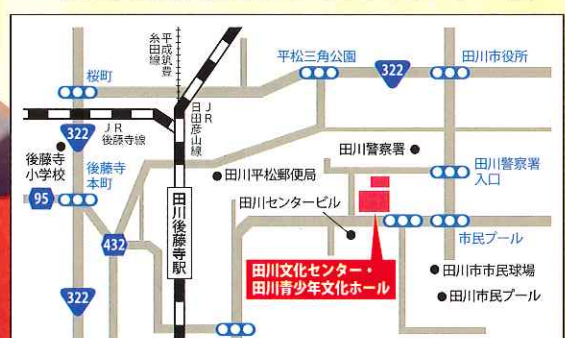 平成筑豊
糸田線
平松三角公園
322
田川市役所
桜町
JR
日田彦山線
JR
後藤寺線
322
後藤寺
小学校
後藤寺
本町
田川警察署
田川警察署
入口
田川平松郵便局
95
田川後藤寺駅
田川センタービル
432
市民プール
田川文化センター・
田川青少年文化ホール
田川市市民球場
田川市民プール
322